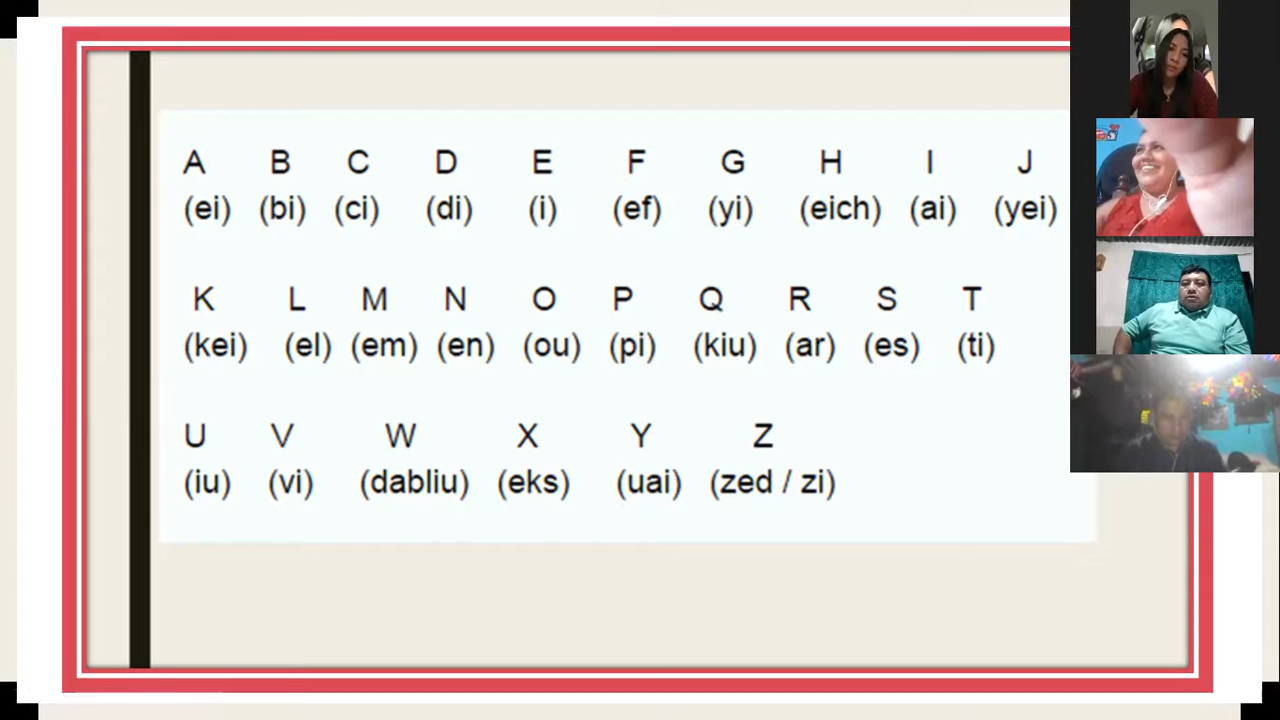 A B C D E F G H I J
(ei) (bi) (ci) (di) (i) (ef) (yi) (eich) (ai) (yei)
K L M N O P Q R S T
(kei) (el) (em) (en) (ou) (pi) (kiu) (ar) (es) (ti)
U V W X Y Z
(iu) (vi) (dabliu) (eks) (uai) (zed / zi)